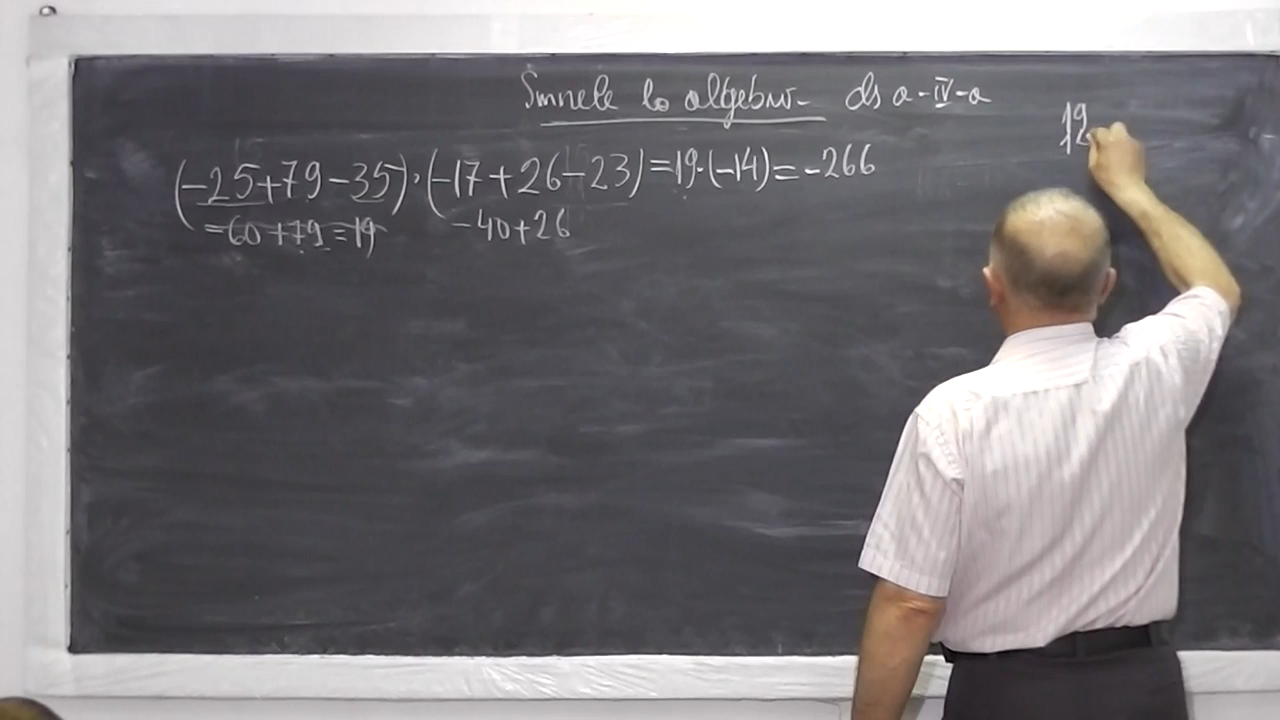 Semnele la algebră cls a-IV-a
(-25+79-35)·(-17+26-23)=19·(-14)=-266
=60+79=19 -40+26
19